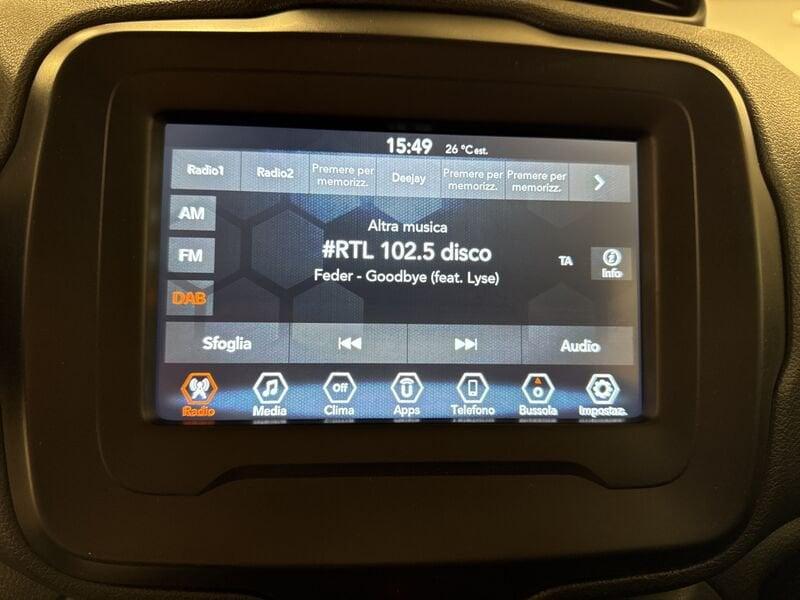 15:49 26 °C est.
Radio1 Radio2 Premere per memorizz. Deejay Premere per memorizz. Premere per memorizz.
AM
Altra musica
#RTL 102.5 disco
FM
TA
Info
Feder - Goodbye (feat. Lyse)
DAB
Sfoglia Audio
Off U
Radio Media Clima Apps Telefono Bussola Impostaz.